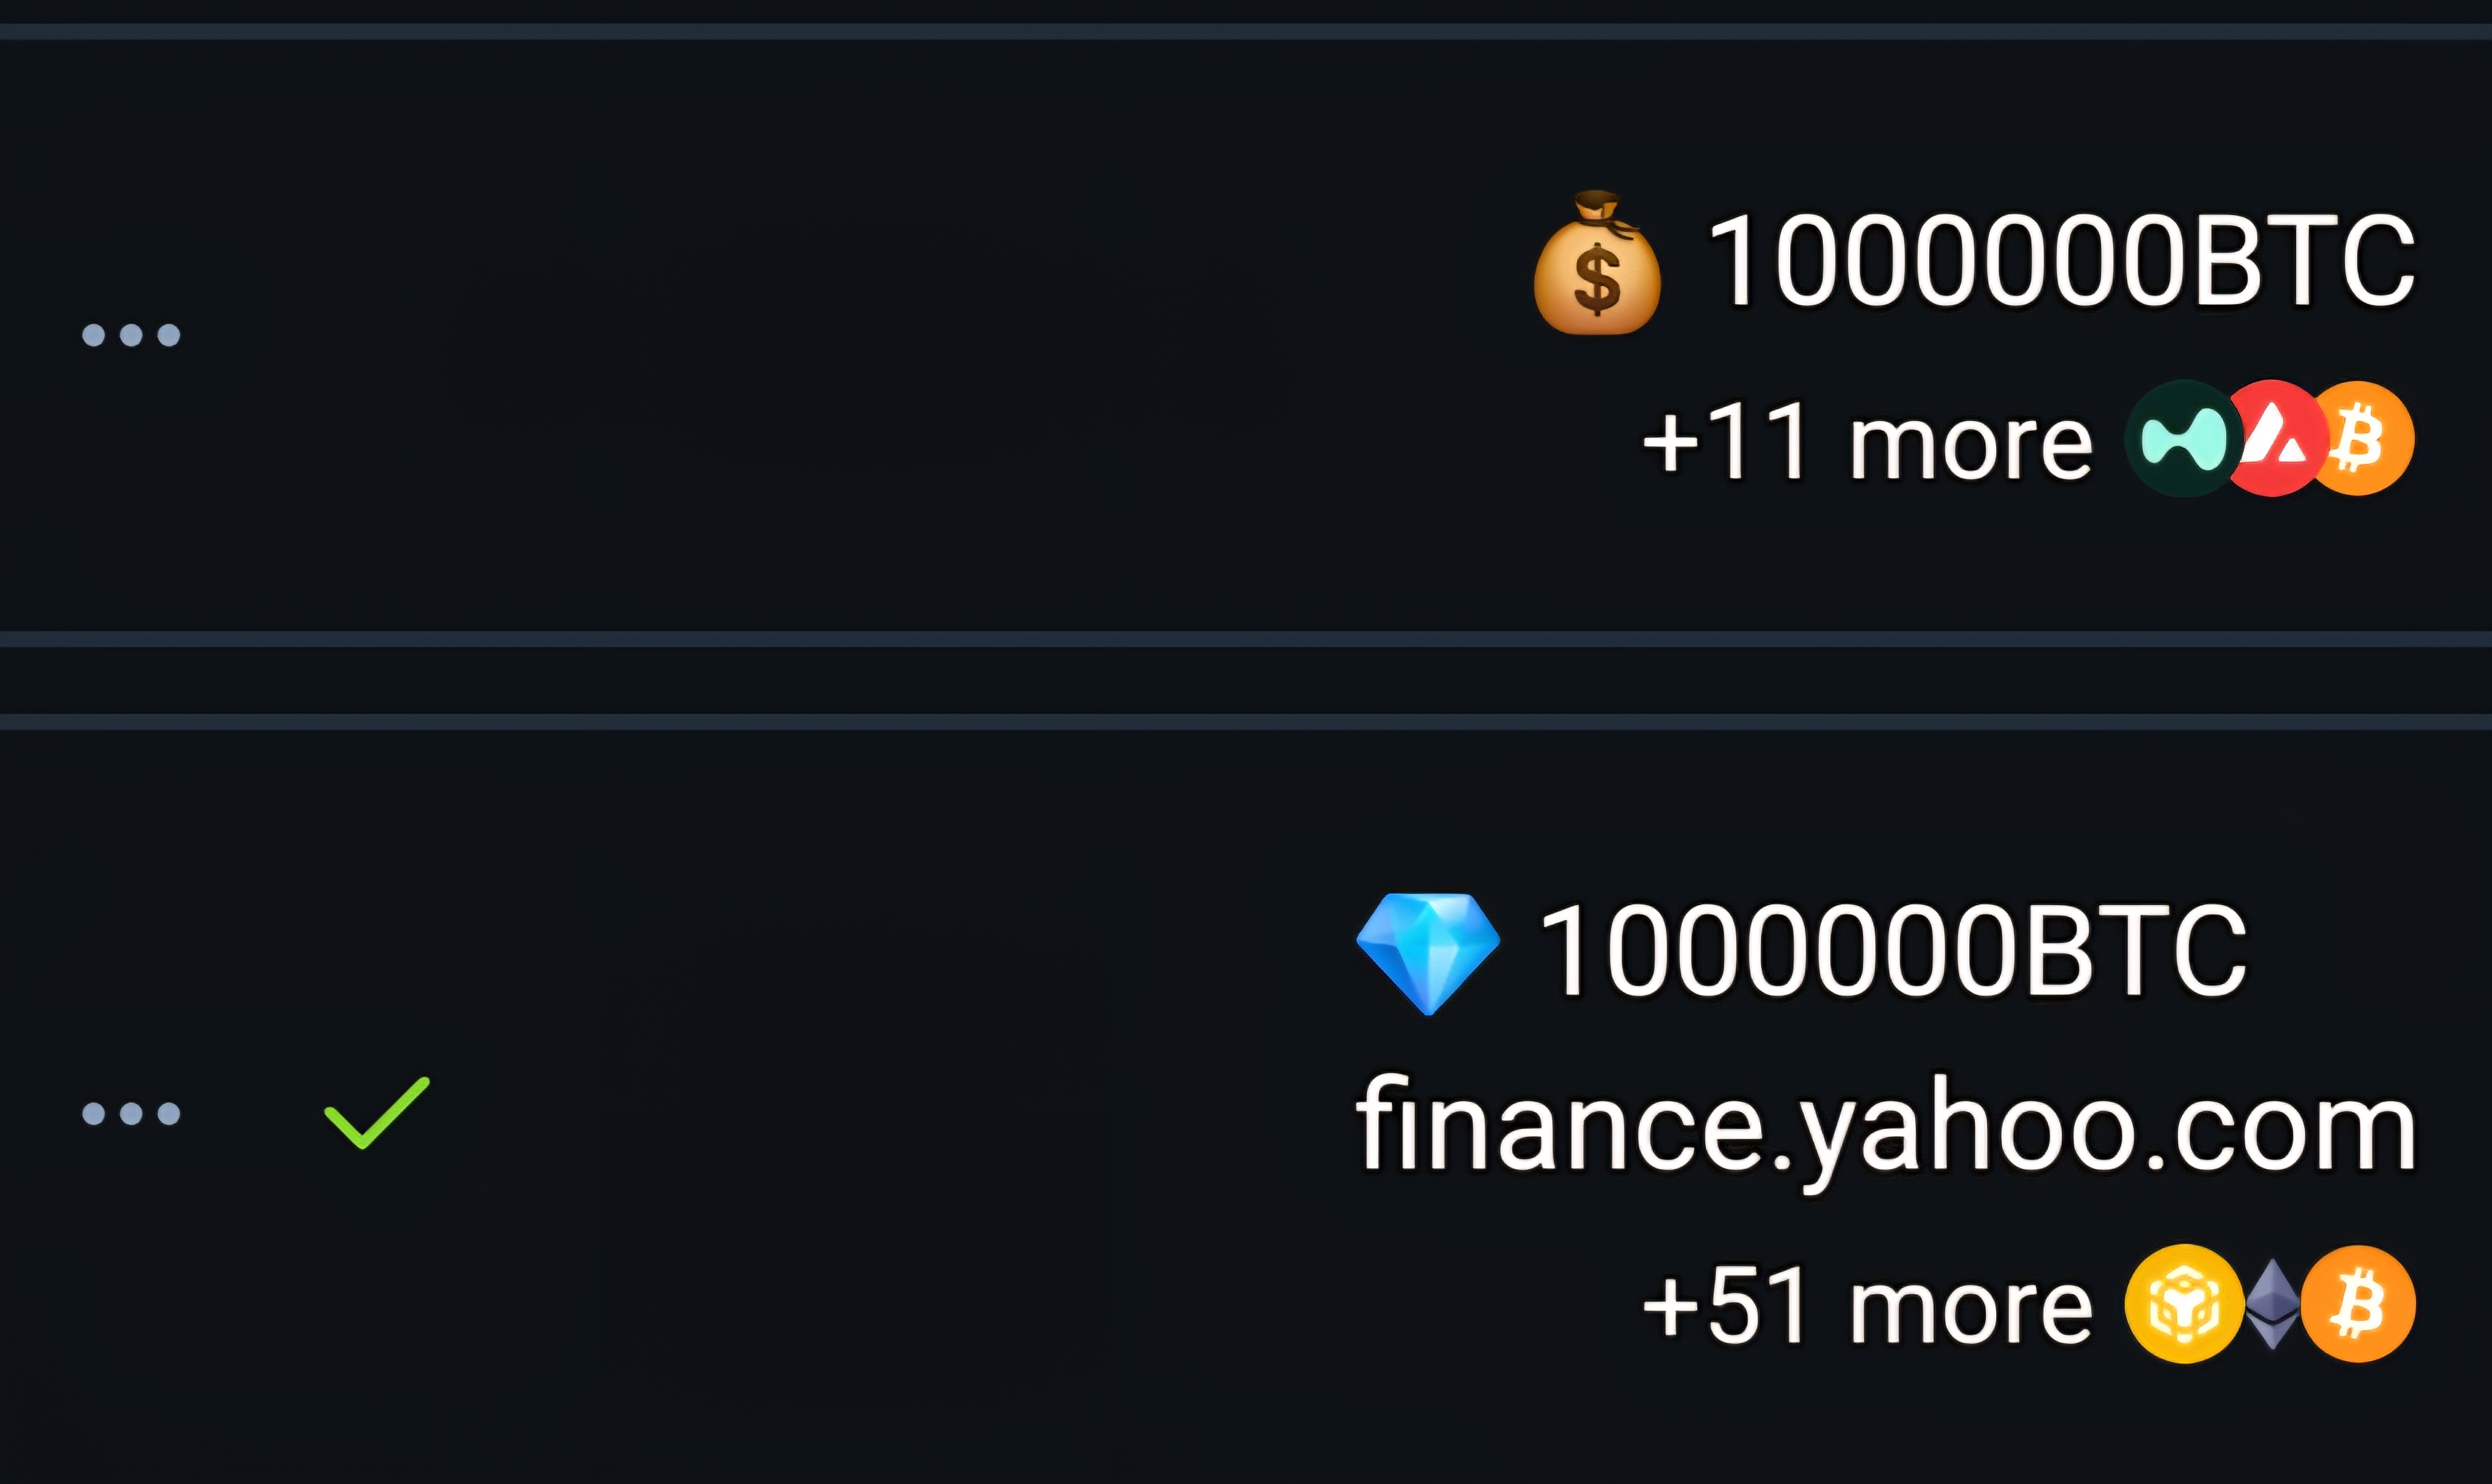 💰 1000000BTC
+11 more
💎 1000000BTC
finance.yahoo.com
+51 more